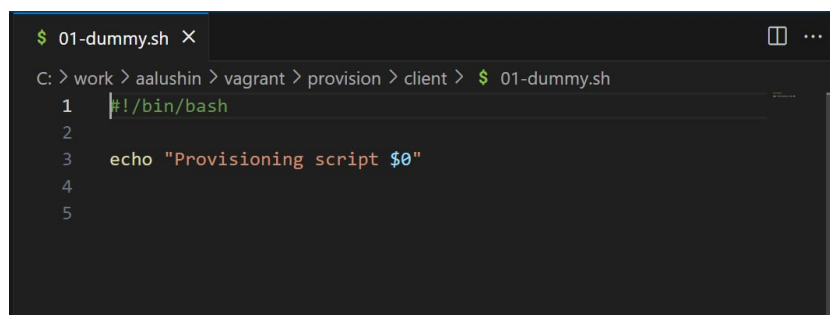 $ 01-dummy.sh × ...
C: > work > aalushin > vagrant > provision > client > $ 01-dummy.sh
1 #!/bin/bash
2
3 echo "Provisioning script $0"
4
5